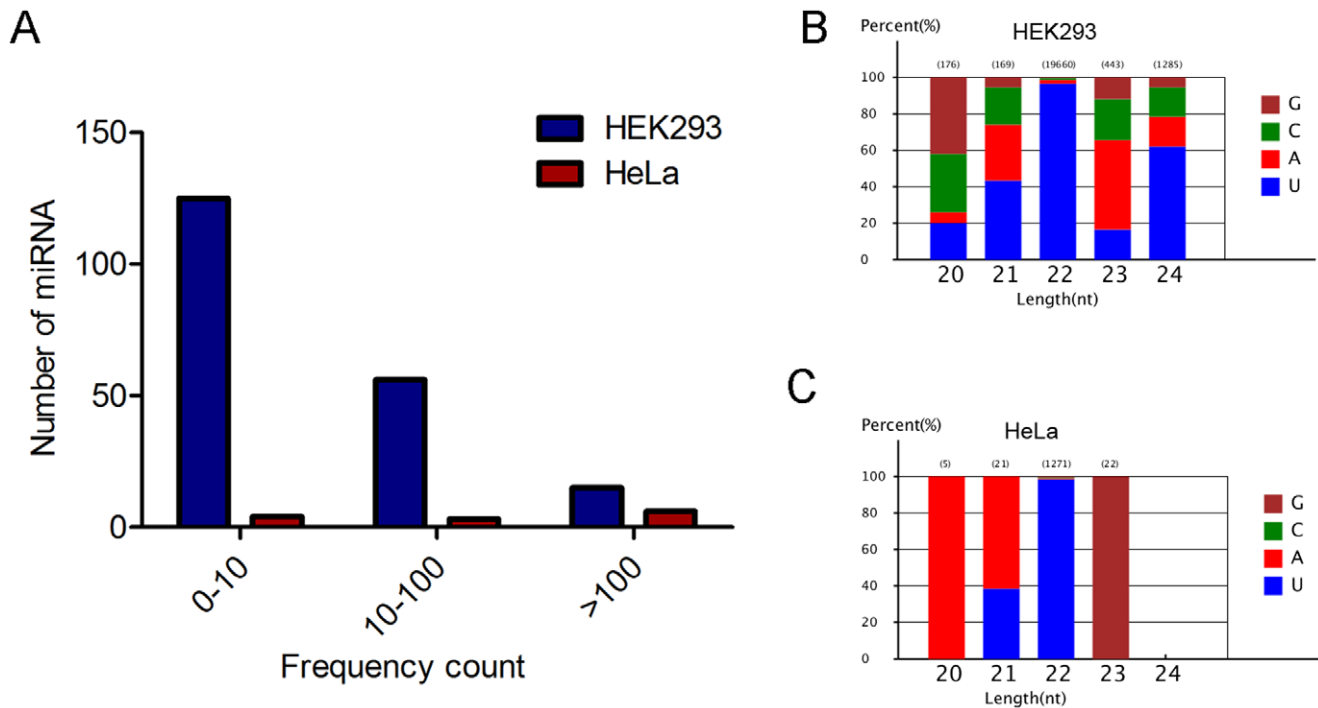 A
Number of miRNA
150
100
50
0
HEK293
HeLa
0-10
10-100
>100
Frequency count
B
Percent(%)
HEK293
(176) (169) (19660) (443) (1285)
100
80
60
40
20
0
20 21 22 23 24
Length(nt)
G
C
A
U
C
Percent(%)
HeLa
(5) (21) (1271) (22)
100
80
60
40
20
0
20 21 22 23 24
Length(nt)
G
C
A
U